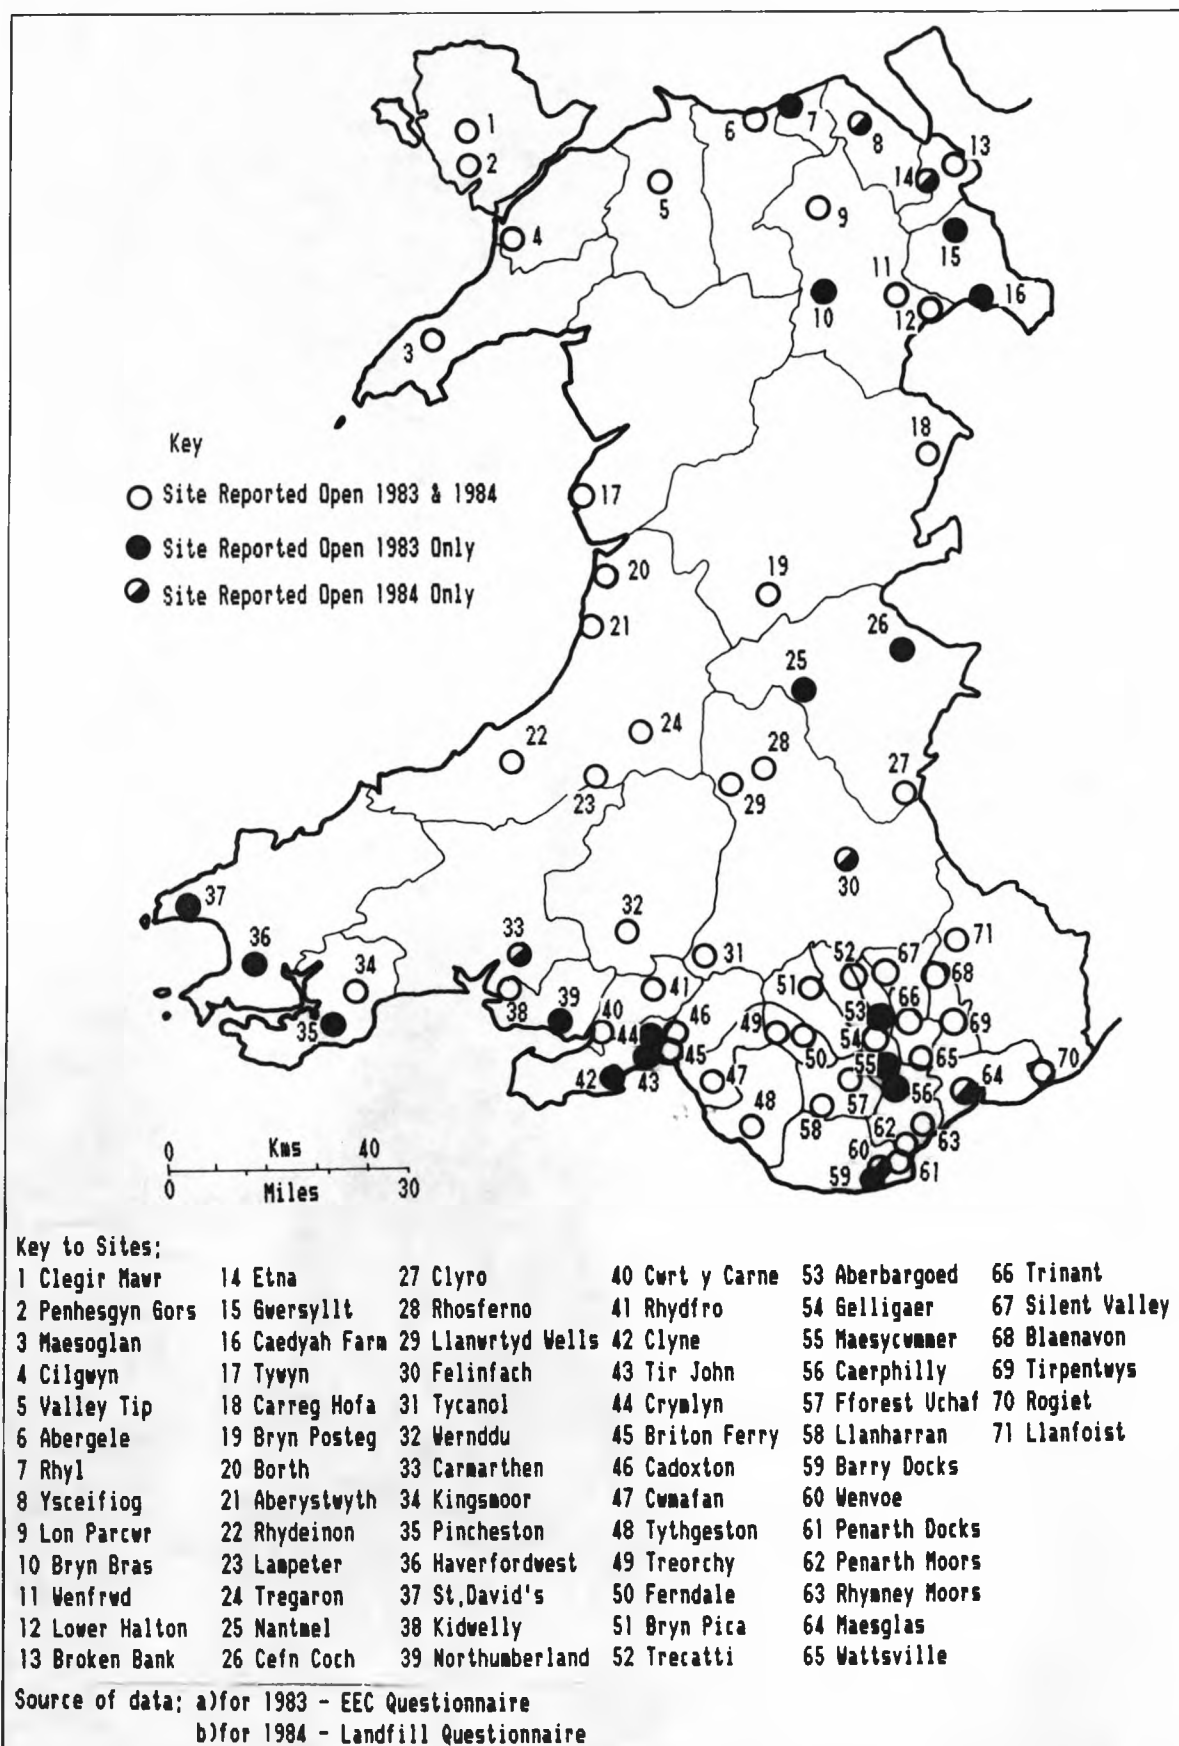 1
2
3
4
5
6
7
8
9
10
11
12
13
14
15
16
17
18
19
20
21
22
23
24
25
26
27
28
29
30
31
32
33
34
35
36
37
38
39
40
41
42
43
44
45
46
47
48
49
50
51
52
53
54
55
56
57
58
59
60
61
62
63
64
65
66
67
68
69
70
71
Key
Site Reported Open 1983 & 1984
Site Reported Open 1983 Only
Site Reported Open 1984 Only
0 Kms 40
0 Miles 30
Key to Sites:
1 Clegir Mawr
2 Penhesgyn Gors
3 Maesoglan
4 Cilgwyn
5 Valley Tip
6 Abergele
7 Rhyl
8 Ysceifiog
9 Lon Parcwr
10 Bryn Bras
11 Wenfrwd
12 Lower Halton
13 Broken Bank
14 Etna
15 Gwersyllt
16 Caedyah Farm
17 Tywyn
18 Carreg Hofa
19 Bryn Posteg
20 Borth
21 Aberystwyth
22 Rhydeinon
23 Lampeter
24 Tregaron
25 Nantmel
26 Cefn Coch
27 Clyro
28 Rhosferno
29 Llanwrtyd Wells
30 Felinfach
31 Tycanol
32 Wernddu
33 Carmarthen
34 Kingsmoor
35 Pincheston
36 Haverfordwest
37 St,David's
38 Kidwelly
39 Northumberland
40 Cwrt y Carne
41 Rhydfro
42 Clyne
43 Tir John
44 Crymlyn
45 Briton Ferry
46 Cadoxton
47 Cwmafan
48 Tythgeston
49 Treorchy
50 Ferndale
51 Bryn Pica
52 Trecatti
53 Aberbargoed
54 Gelligaer
55 Maesycwmmer
56 Caerphilly
57 Fforest Uchaf
58 Llanharran
59 Barry Docks
60 Wenvoe
61 Penarth Docks
62 Penarth Moors
63 Rhymney Moors
64 Maesglas
65 Wattsville
66 Trinant
67 Silent Valley
68 Blaenavon
69 Tirpentwys
70 Rogiet
71 Llanfoist
Source of data; a)for 1983 - EEC Questionnaire
b)for 1984 - Landfill Questionnaire